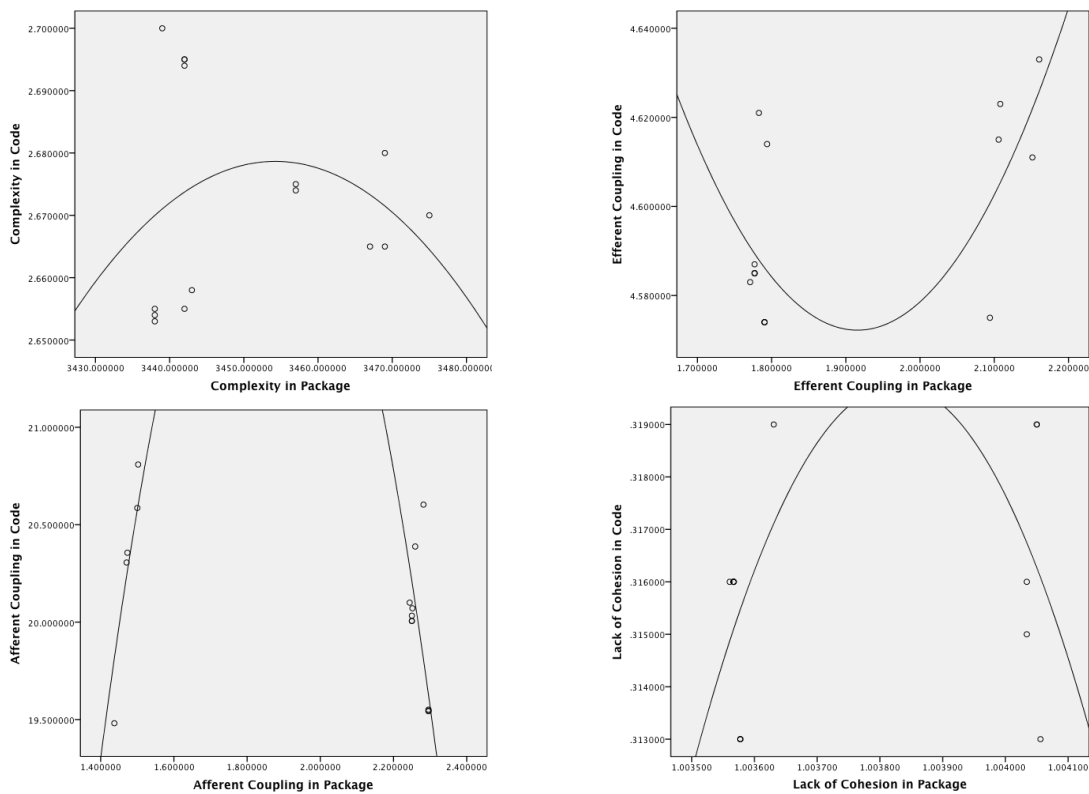 2.700000
2.690000
2.680000
2.670000
2.660000
2.650000
Complexity in Code
3430.000000 3440.000000 3450.000000 3460.000000 3470.000000 3480.000000
Complexity in Package
4.640000
4.620000
4.600000
4.580000
Efferent Coupling in Code
1.700000 1.800000 1.900000 2.000000 2.100000 2.200000
Efferent Coupling in Package
21.000000
20.500000
20.000000
19.500000
Afferent Coupling in Code
1.400000 1.600000 1.800000 2.000000 2.200000 2.400000
Afferent Coupling in Package
.319000
.318000
.317000
.316000
.315000
.314000
.313000
Lack of Cohesion in Code
1.003500 1.003600 1.003700 1.003800 1.003900 1.004000 1.004100
Lack of Cohesion in Package